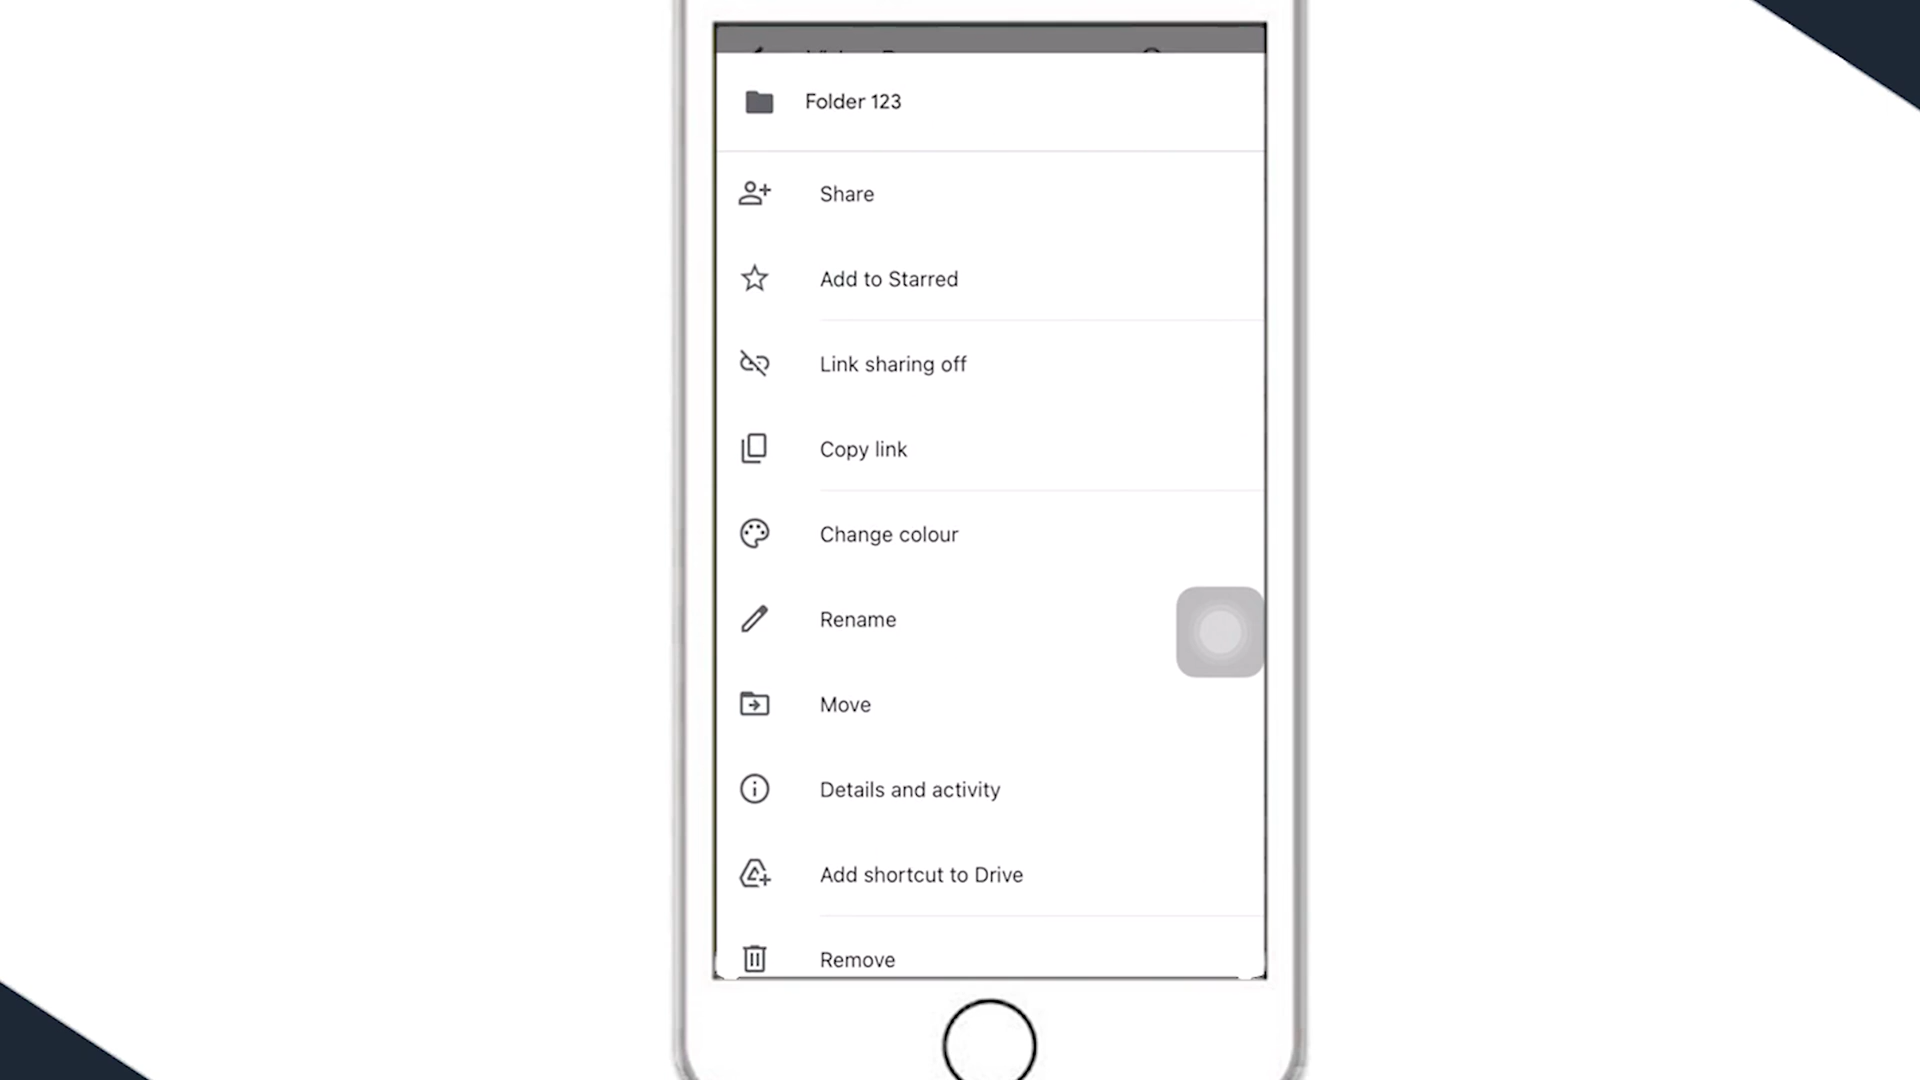 Folder 123
Share
Add to Starred
Link sharing off
Copy link
Change colour
Rename
Move
Details and activity
Add shortcut to Drive
Remove